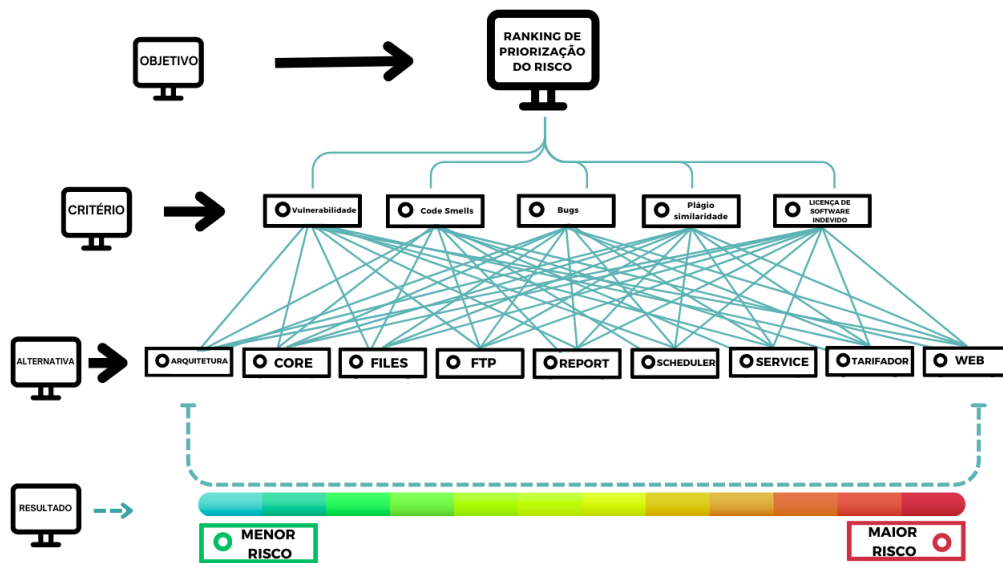 OBJETIVO
RANKING DE
PRIORIZAÇÃO
DO RISCO
CRITÉRIO
Vulnerabilidade
Code Smells
Bugs
Plágio
similaridade
LICENÇA DE
SOFTWARE
INDEVIDO
ALTERNATIVA
ARQUITETURA
CORE
FILES
FTP
REPORT
SCHEDULER
SERVICE
TARIFADOR
WEB
RESULTADO
MENOR
RISCO
MAIOR
RISCO